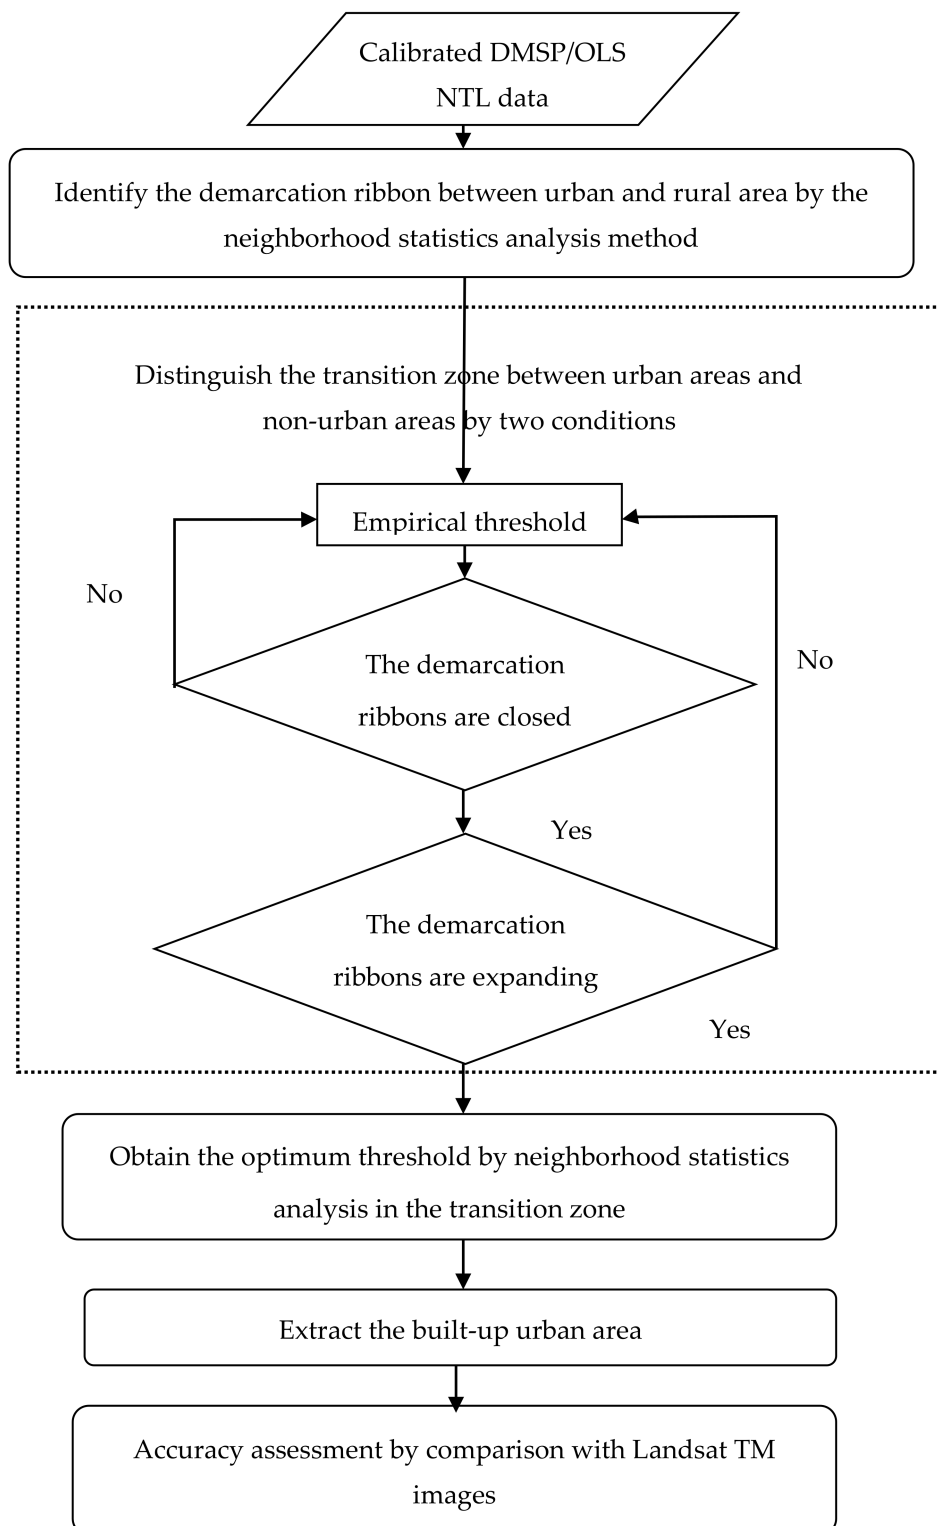 Calibrated DMSP/OLS
NTL data
Identify the demarcation ribbon between urban and rural area by the
neighborhood statistics analysis method
Distinguish the transition zone between urban areas and
non-urban areas by two conditions
Empirical threshold
No
No
The demarcation
ribbons are closed
Yes
The demarcation
ribbons are expanding
Yes
Obtain the optimum threshold by neighborhood statistics
analysis in the transition zone
Extract the built-up urban area
Accuracy assessment by comparison with Landsat TM
images